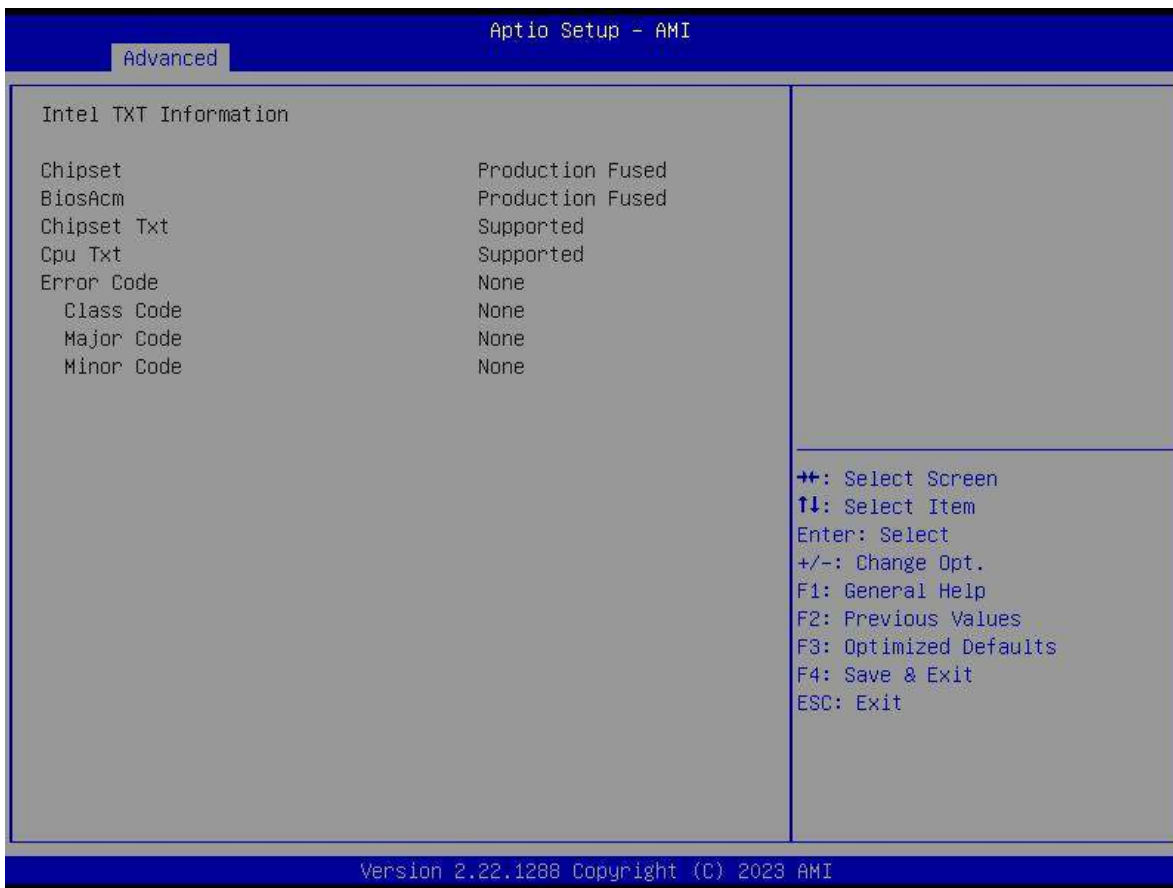 Aptio Setup – AMI
Advanced
Intel TXT Information
Chipset Production Fused
BiosAcm Production Fused
Chipset Txt Supported
Cpu Txt Supported
Error Code None
Class Code None
Major Code None
Minor Code None
→←: Select Screen
↑↓: Select Item
Enter: Select
+/-: Change Opt.
F1: General Help
F2: Previous Values
F3: Optimized Defaults
F4: Save & Exit
ESC: Exit
Version 2.22.1288 Copyright (C) 2023 AMI